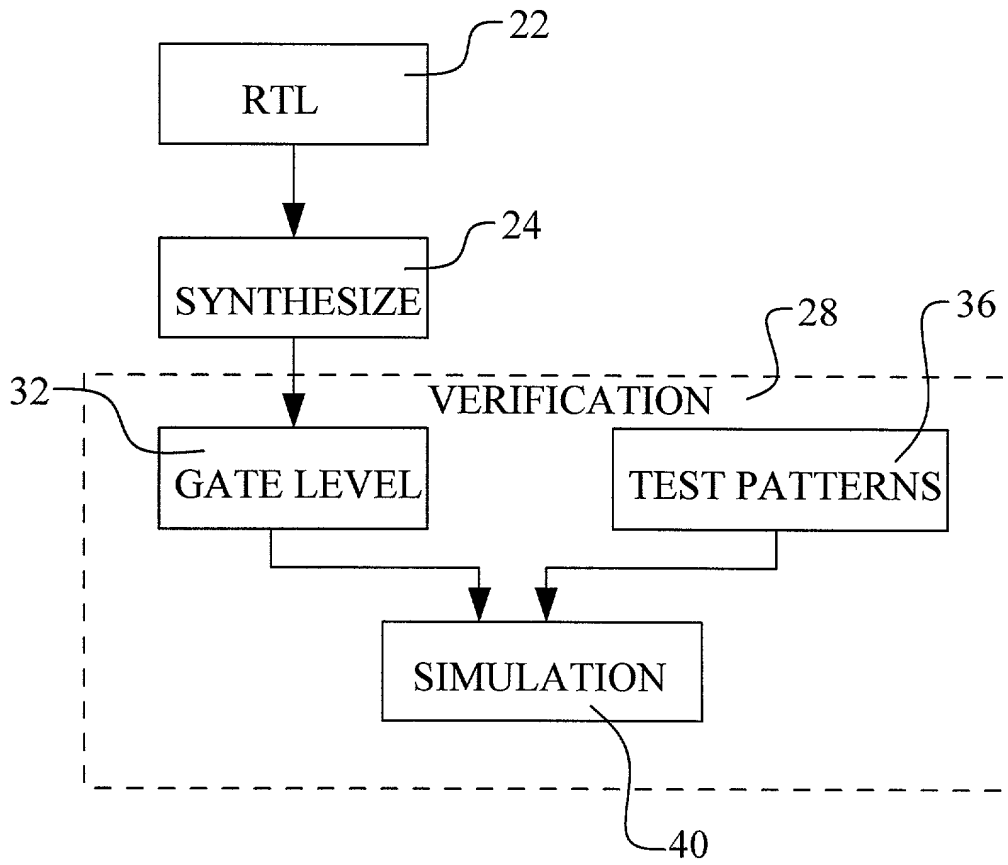 22
RTL
24
SYNTHESIZE
28
36
32
VERIFICATION
GATE LEVEL
TEST PATTERNS
SIMULATION
40